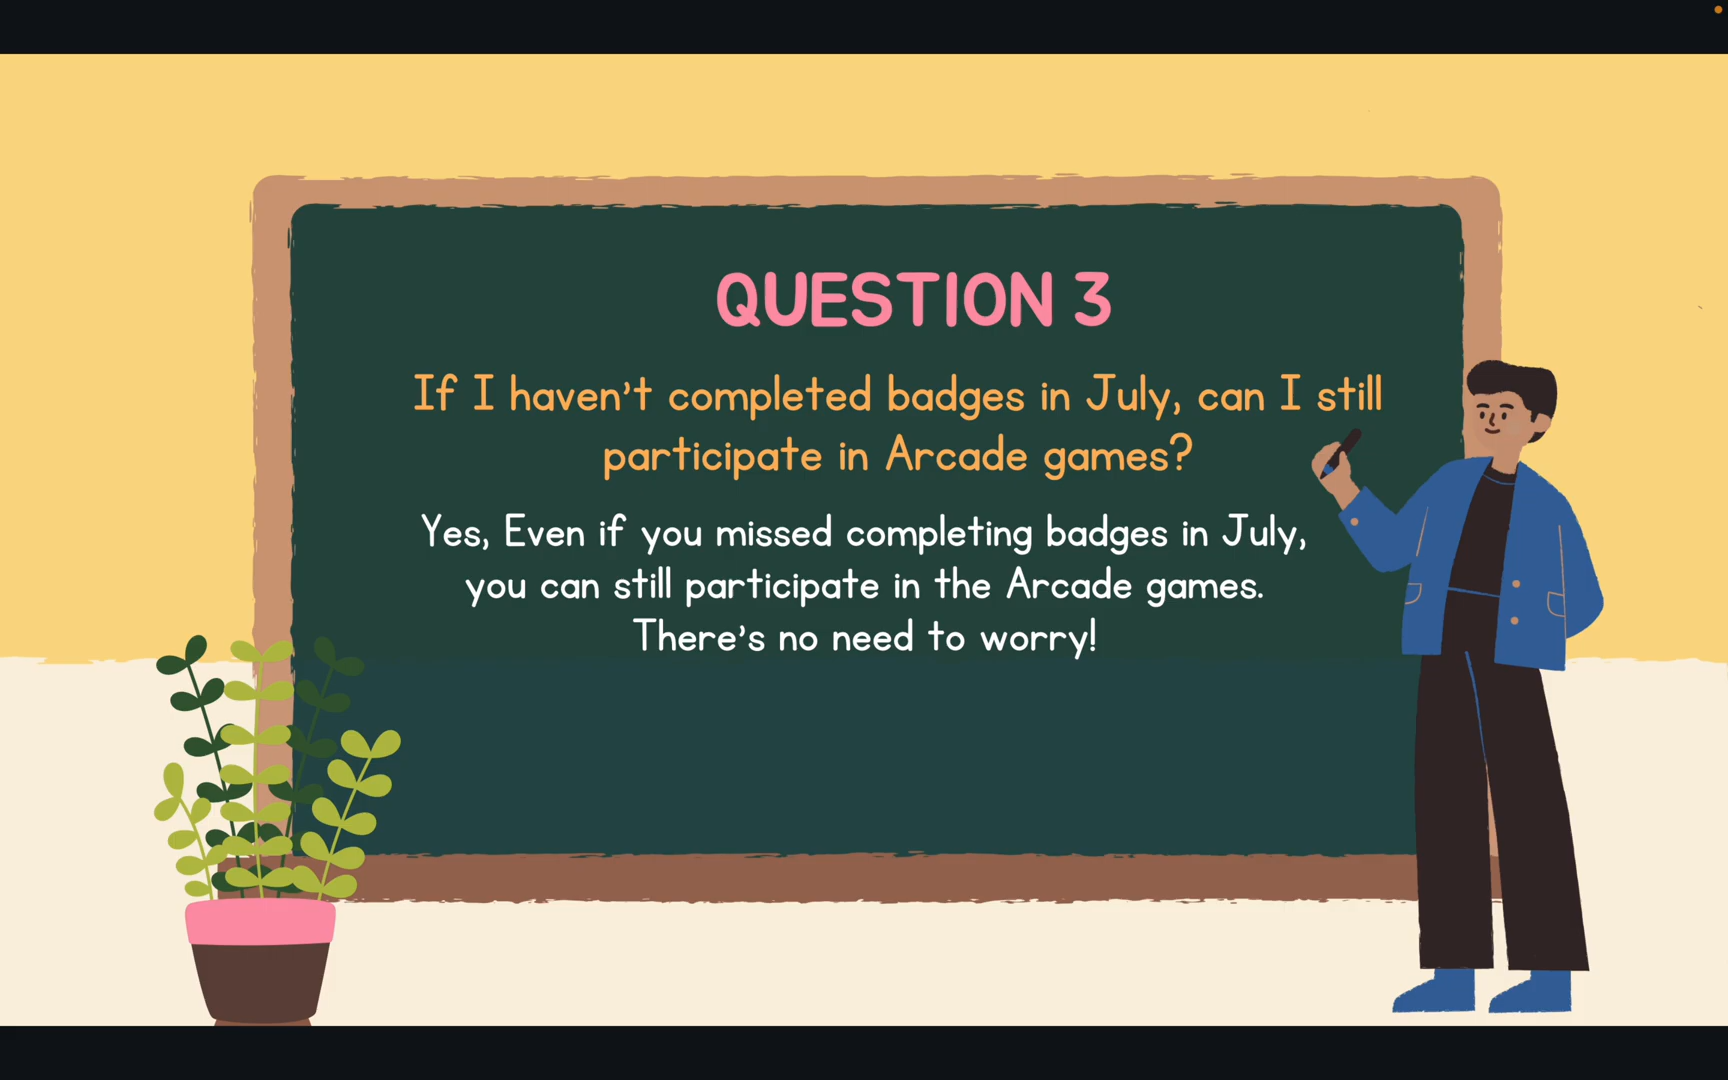 QUESTION 3
If I haven't completed badges in July, can I still
participate in Arcade games?
Yes, Even if you missed completing badges in July,
you can still participate in the Arcade games.
There's no need to worry!